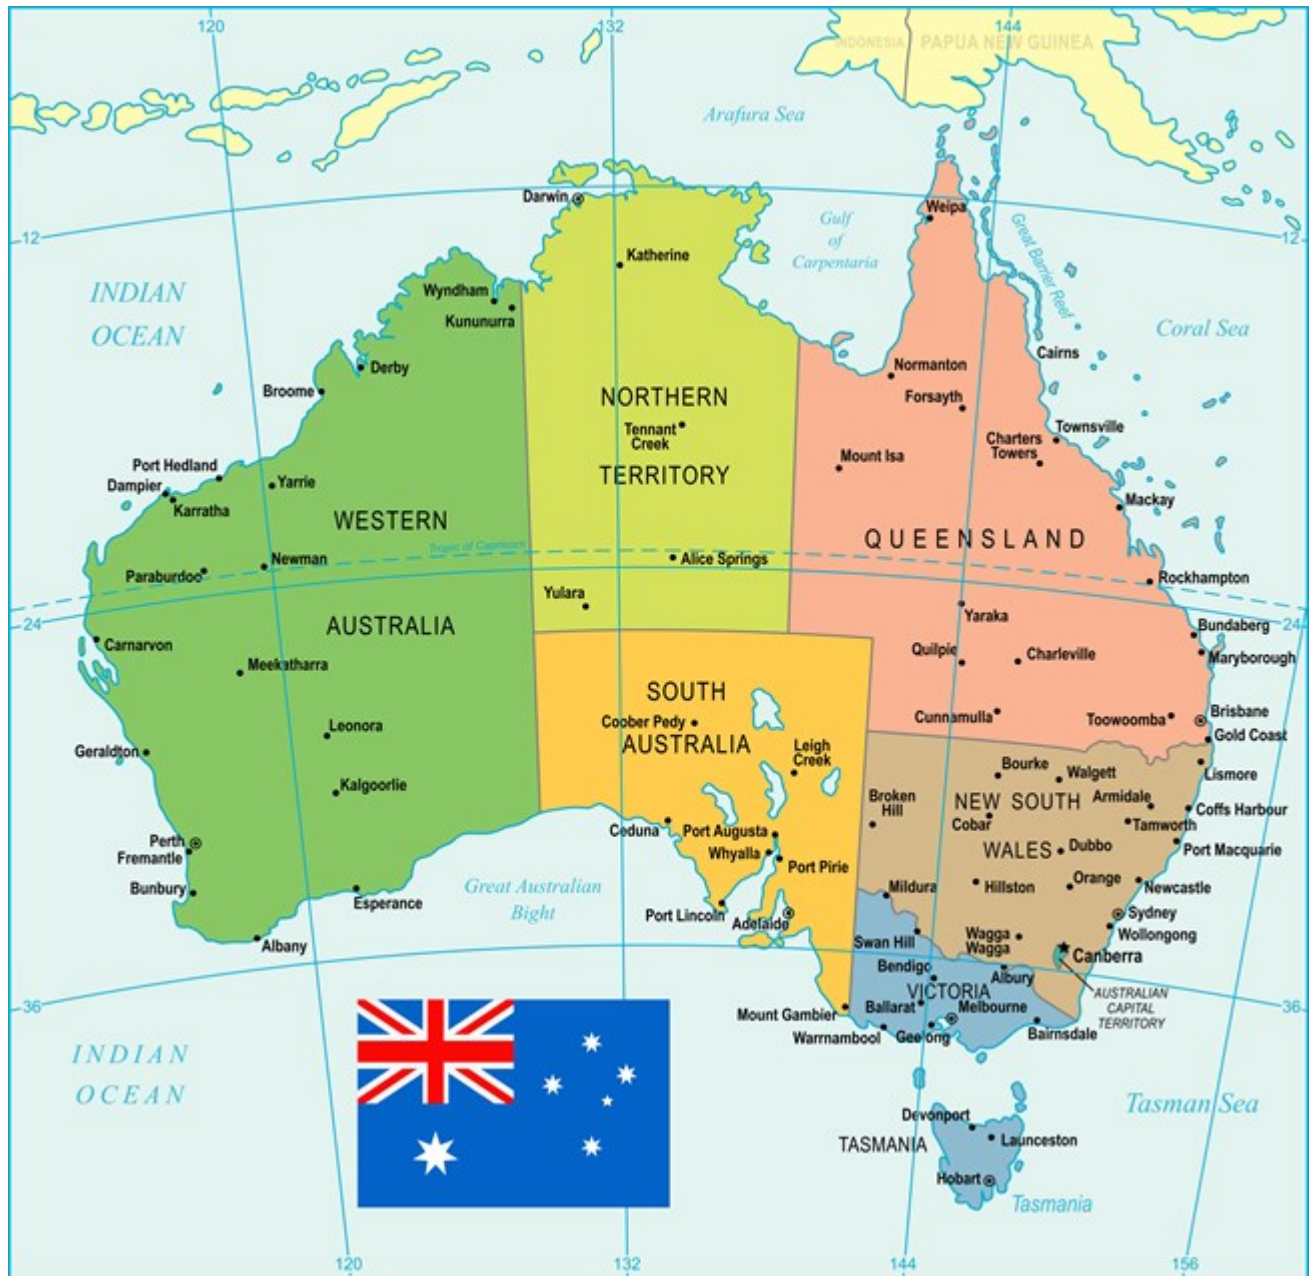 120
132
144
INDONESIA
PAPUA NEW GUINEA
Arafura Sea
Darwin
Weipa
Gulf
of
Carpentaria
Great Barrier Reef
12
12
Katherine
INDIAN
OCEAN
Wyndham
Kununurra
Coral Sea
Cairns
Derby
Broome
Normanton
Forsayth
NORTHERN
Tennant
Creek
TERRITORY
Townsville
Charters
Towers
Mount Isa
Port Hedland
Dampier
Karratha
Yarrie
Mackay
WESTERN
QUEENSLAND
Tropic of Capricorn
Newman
Paraburdoo
Alice Springs
Rockhampton
Yulara
Yaraka
24
24
AUSTRALIA
Bundaberg
Carnarvon
Maryborough
Quilpie
Charleville
Meekatharra
SOUTH
Coober Pedy
AUSTRALIA
Cunnamulla
Toowoomba
Brisbane
Gold Coast
Leonora
Geraldton
Leigh
Creek
Bourke
Walgett
Lismore
Kalgoorlie
Broken
Hill
NEW SOUTH
Armidale
Coffs Harbour
Cobar
Tamworth
Ceduna
Port Augusta
Perth
Fremantle
Whyalla
Port Pirie
WALES
Dubbo
Port Macquarie
Bunbury
Great Australian
Bight
Mildura
Hillston
Orange
Newcastle
Esperance
Port Lincoln
Adelaide
Sydney
Wollongong
Albany
Swan Hill
Wagga
Wagga
Canberra
Bendigo
Albury
VICTORIA
AUSTRALIAN
CAPITAL
TERRITORY
36
36
Mount Gambier
Ballarat
Melbourne
Warrnambool
Geelong
Bairnsdale
INDIAN
OCEAN
Tasman Sea
Devonport
TASMANIA
Launceston
Hobart
Tasmania
120
132
144
156